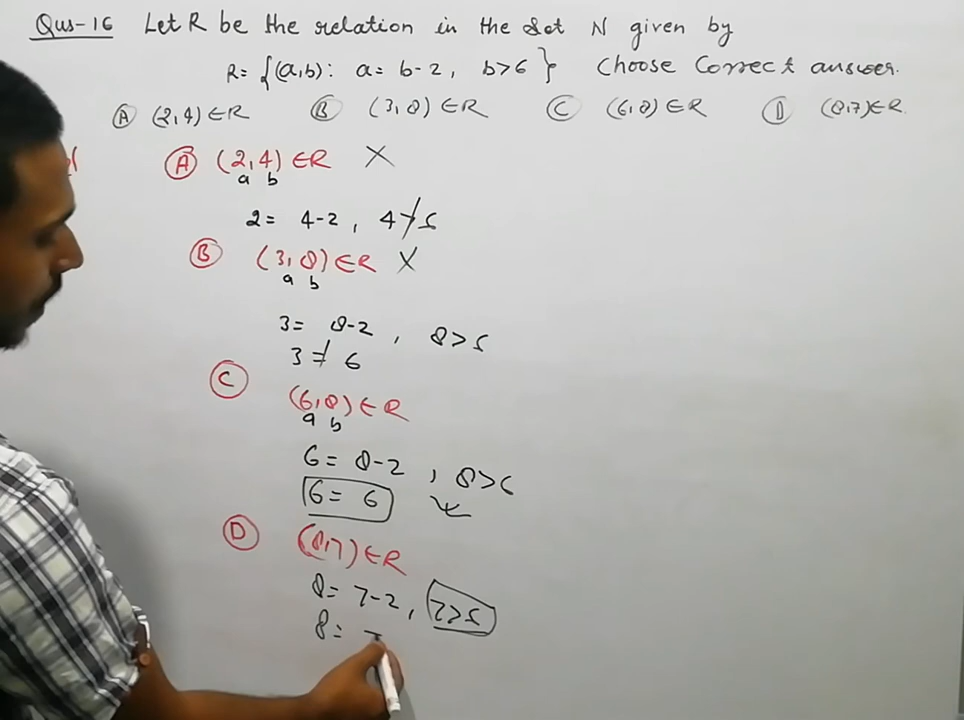 Qus-16 Let R be the relation in the set N given by
R= {(a,b): a= b-2, b>6} Choose Correct answer.
(A) (2,4)∈R (B) (3,8)∈R (C) (6,8)∈R (D) (8,7)∈R
(A) (2,4)∈R ×
a b
2= 4-2, 4≯6
(B) (3,8)∈R ×
a b
3= 8-2, 8>6
3≠6
(C)
(6,8)∈R
a b
6= 8-2, 8>6
6= 6
(D) (8,7)∈R
8= 7-2, 7>6
8=